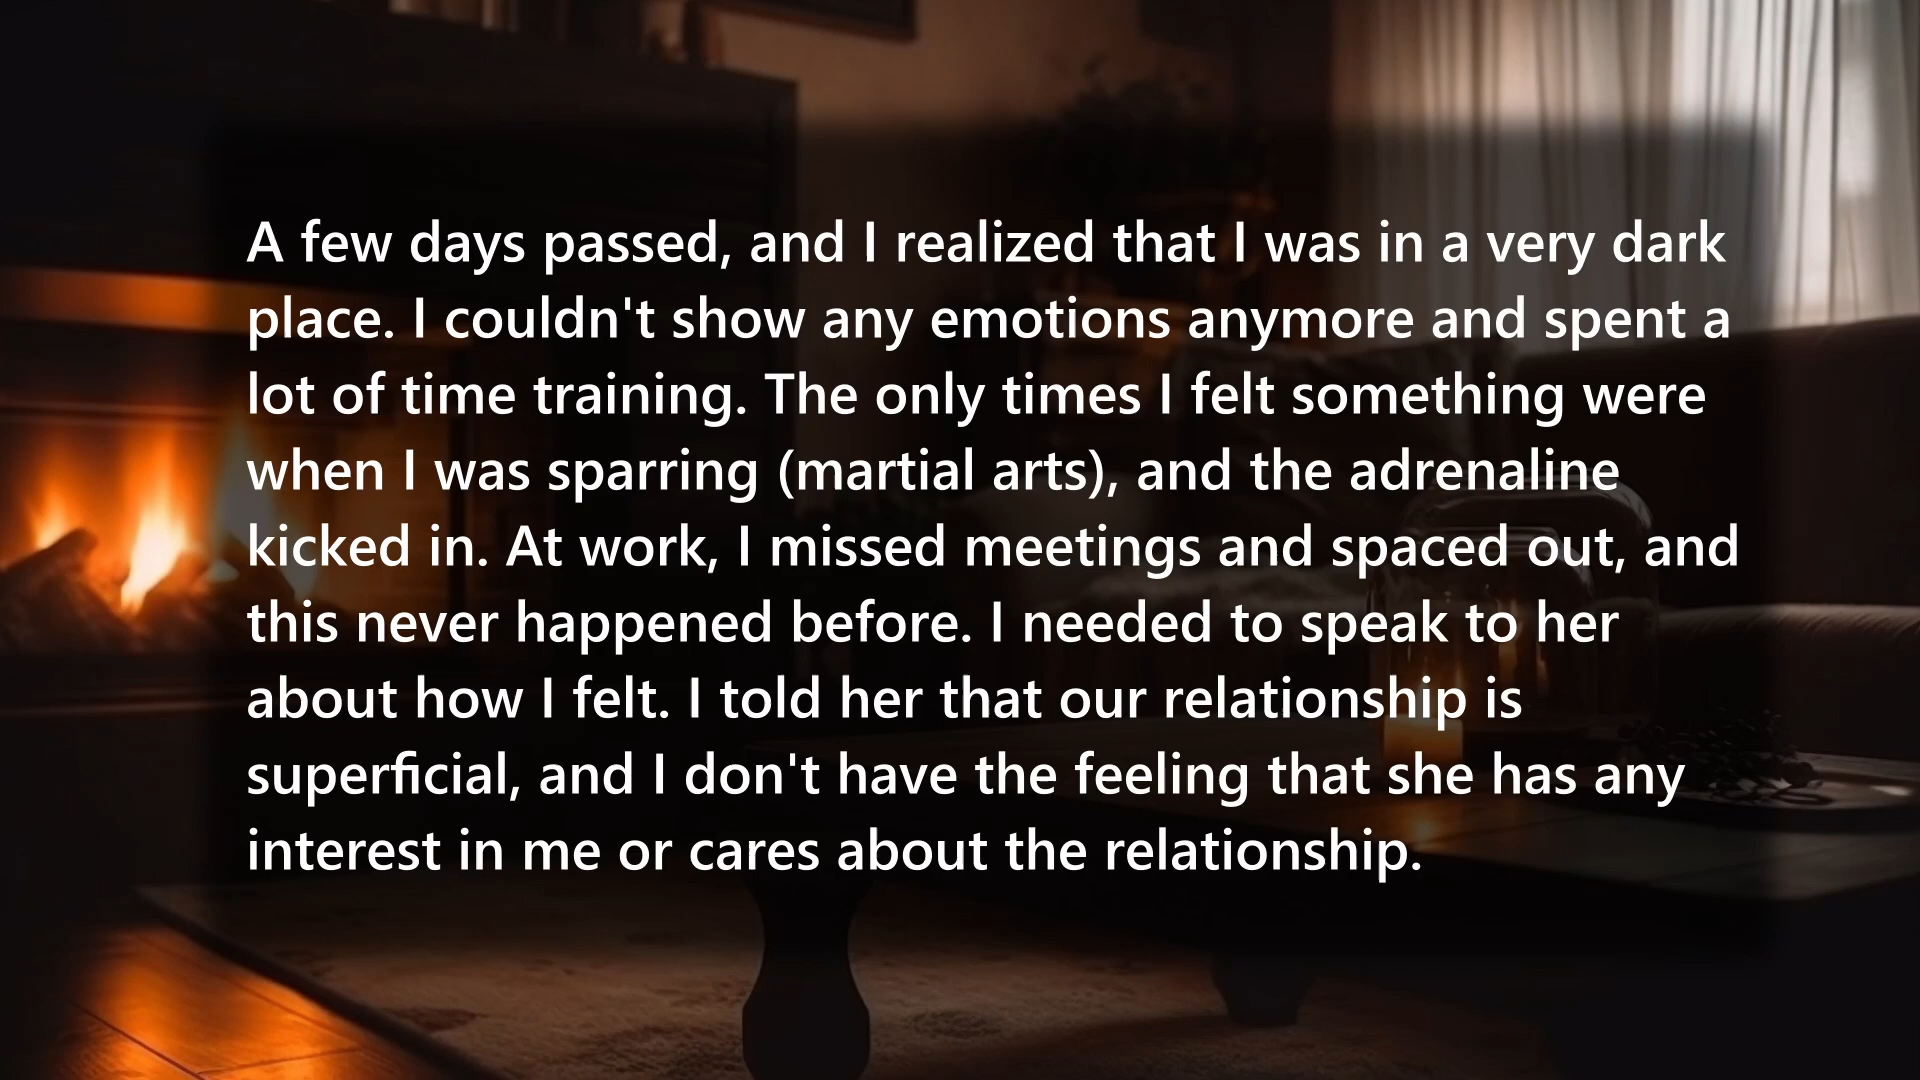 A few days passed, and I realized that I was in a very dark
place. I couldn't show any emotions anymore and spent a
lot of time training. The only times I felt something were
when I was sparring (martial arts), and the adrenaline
kicked in. At work, I missed meetings and spaced out, and
this never happened before. I needed to speak to her
about how I felt. I told her that our relationship is
superficial, and I don't have the feeling that she has any
interest in me or cares about the relationship.